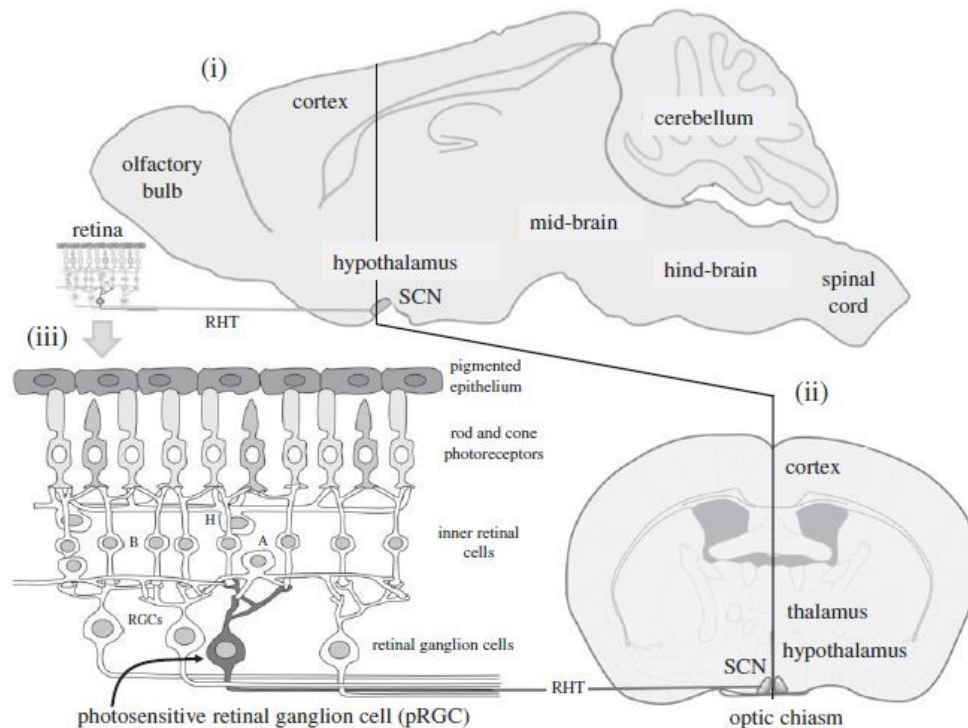 (i)
cortex
cerebellum
olfactory
bulb
mid-brain
retina
hypothalamus
hind-brain
SCN
spinal
cord
RHT
(iii)
pigmented
epithelium
(ii)
rod and cone
photoreceptors
cortex
H
B
A
inner retinal
cells
thalamus
RGCs
retinal ganglion cells
hypothalamus
SCN
RHT
photosensitive retinal ganglion cell (pRGC)
optic chiasm